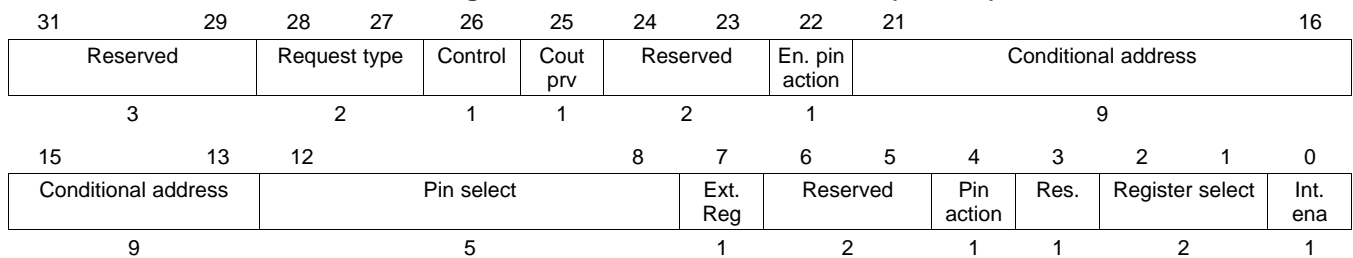 31 29 28 27 26 25 24 23 22 21 16
Reserved Request type Control Cout prv Reserved En. pin action Conditional address
3 2 1 1 2 1 9
15 13 12 8 7 6 5 4 3 2 1 0
Conditional address Pin select Ext. Reg Reserved Pin action Res. Register select Int. ena
9 5 1 2 1 1 2 1